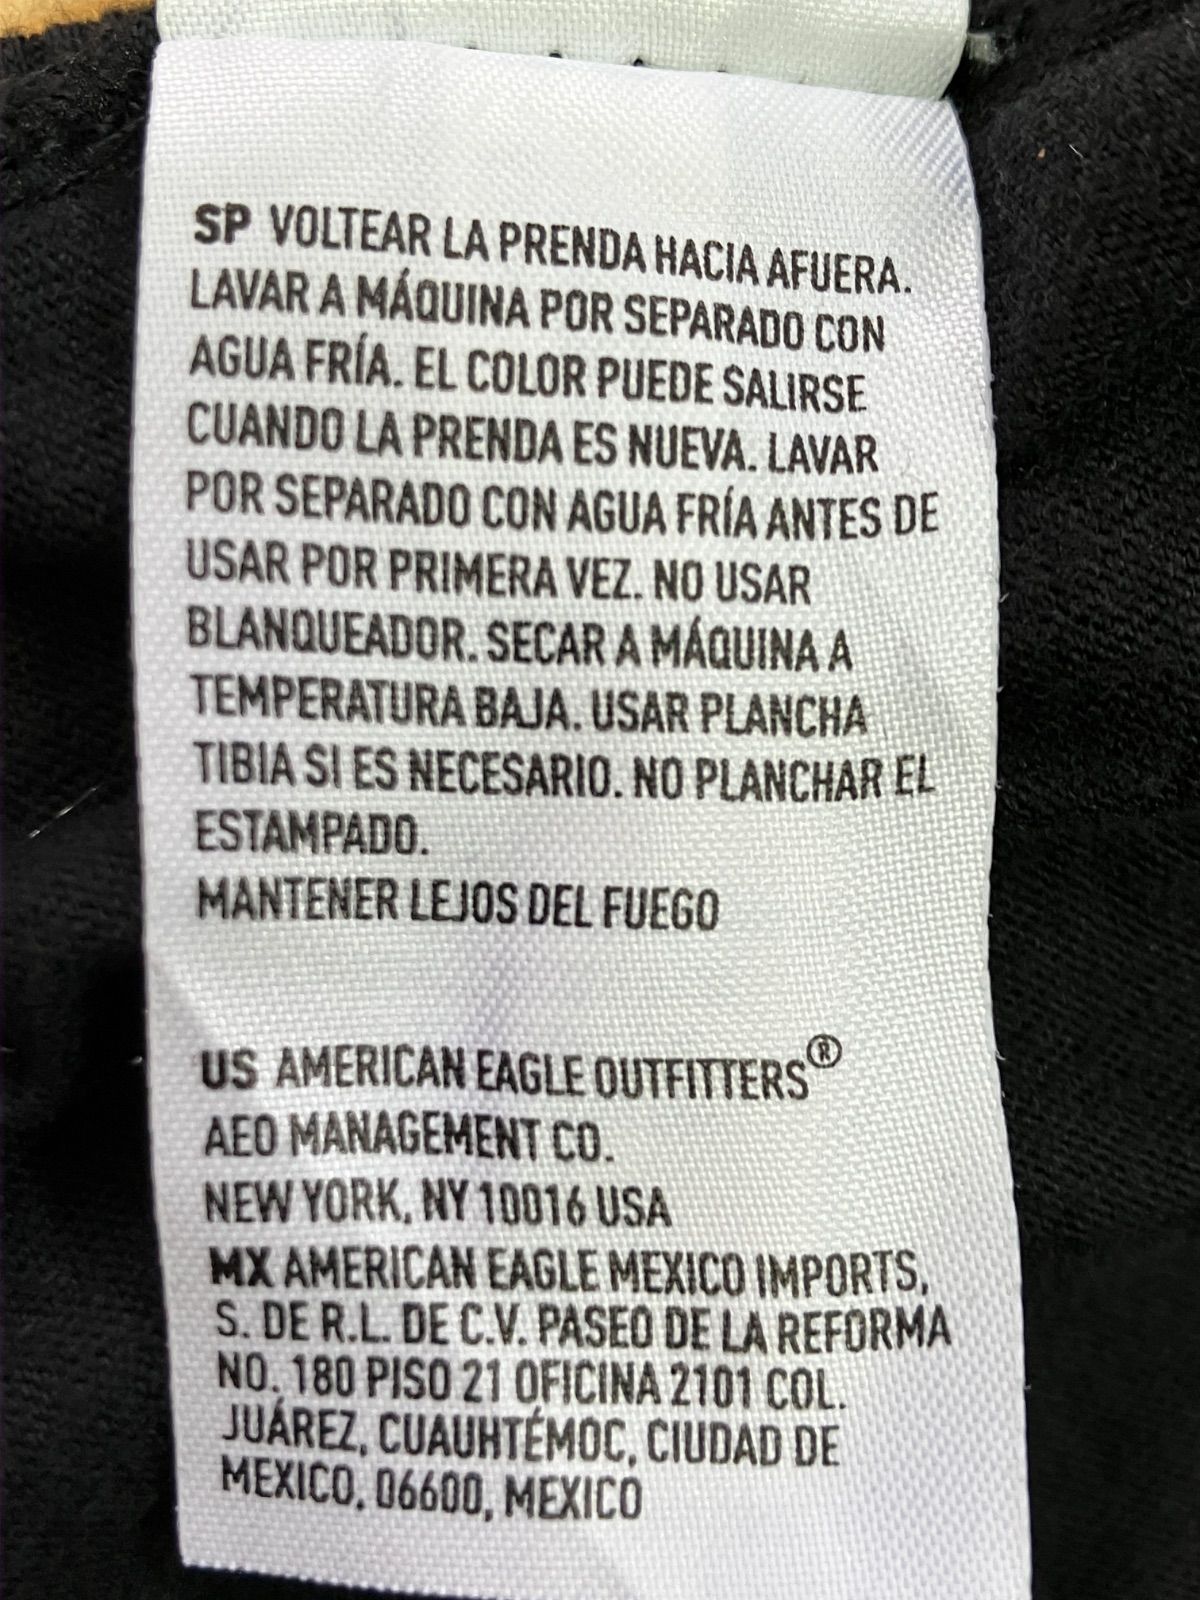 SP VOLTEAR LA PRENDA HACIA AFUERA.
LAVAR A MÁQUINA POR SEPARADO CON
AGUA FRÍA. EL COLOR PUEDE SALIRSE
CUANDO LA PRENDA ES NUEVA. LAVAR
POR SEPARADO CON AGUA FRÍA ANTES DE
USAR POR PRIMERA VEZ. NO USAR
BLANQUEADOR. SECAR A MÁQUINA A
TEMPERATURA BAJA. USAR PLANCHA
TIBIA SI ES NECESARIO. NO PLANCHAR EL
ESTAMPADO.
MANTENER LEJOS DEL FUEGO
US AMERICAN EAGLE OUTFITTERS®
AEO MANAGEMENT CO.
NEW YORK, NY 10016 USA
MX AMERICAN EAGLE MEXICO IMPORTS,
S. DE R.L. DE C.V. PASEO DE LA REFORMA
NO. 180 PISO 21 OFICINA 2101 COL.
JUÁREZ, CUAUHTÉMOC, CIUDAD DE
MEXICO, 06600, MEXICO